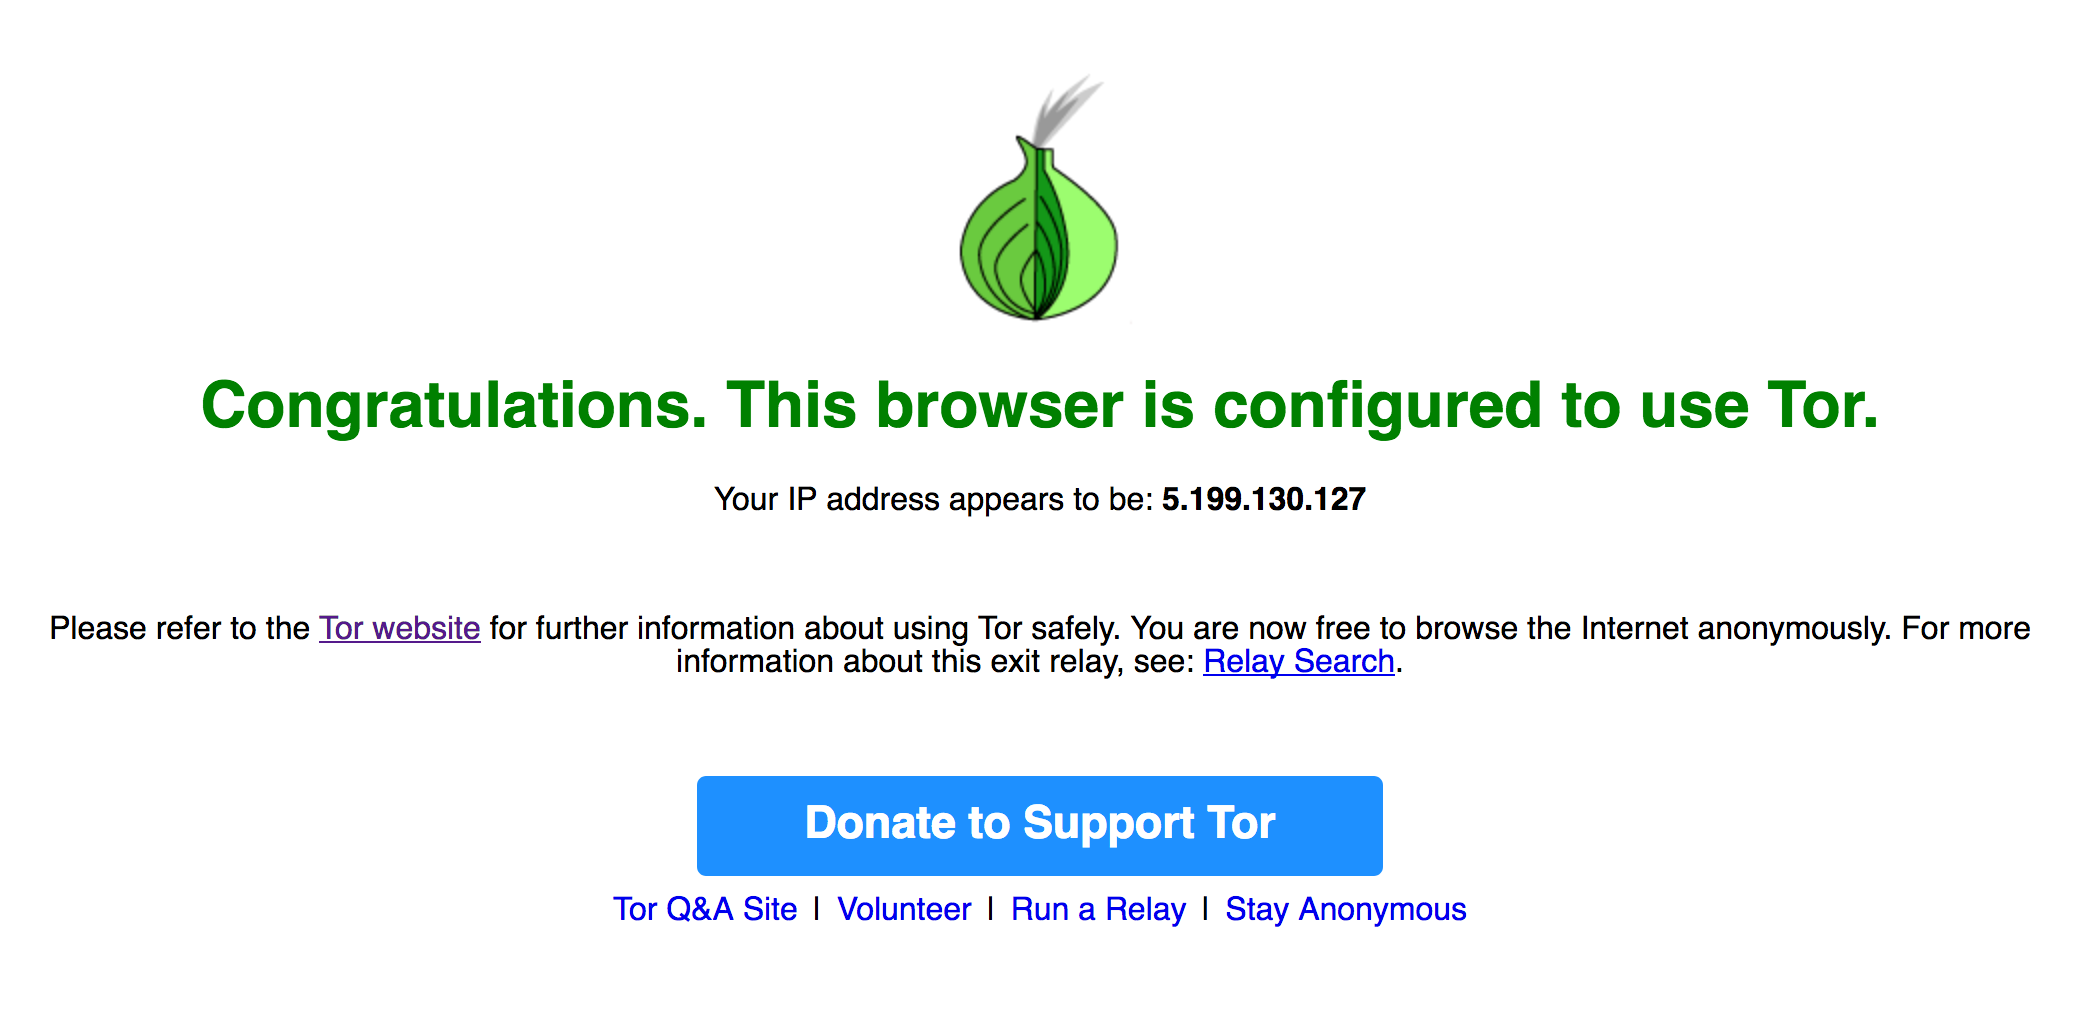 Congratulations. This browser is configured to use Tor.
Your IP address appears to be: 5.199.130.127
Please refer to the Tor website for further information about using Tor safely. You are now free to browse the Internet anonymously. For more
information about this exit relay, see: Relay Search.
Donate to Support Tor
Tor Q&A Site | Volunteer | Run a Relay | Stay Anonymous